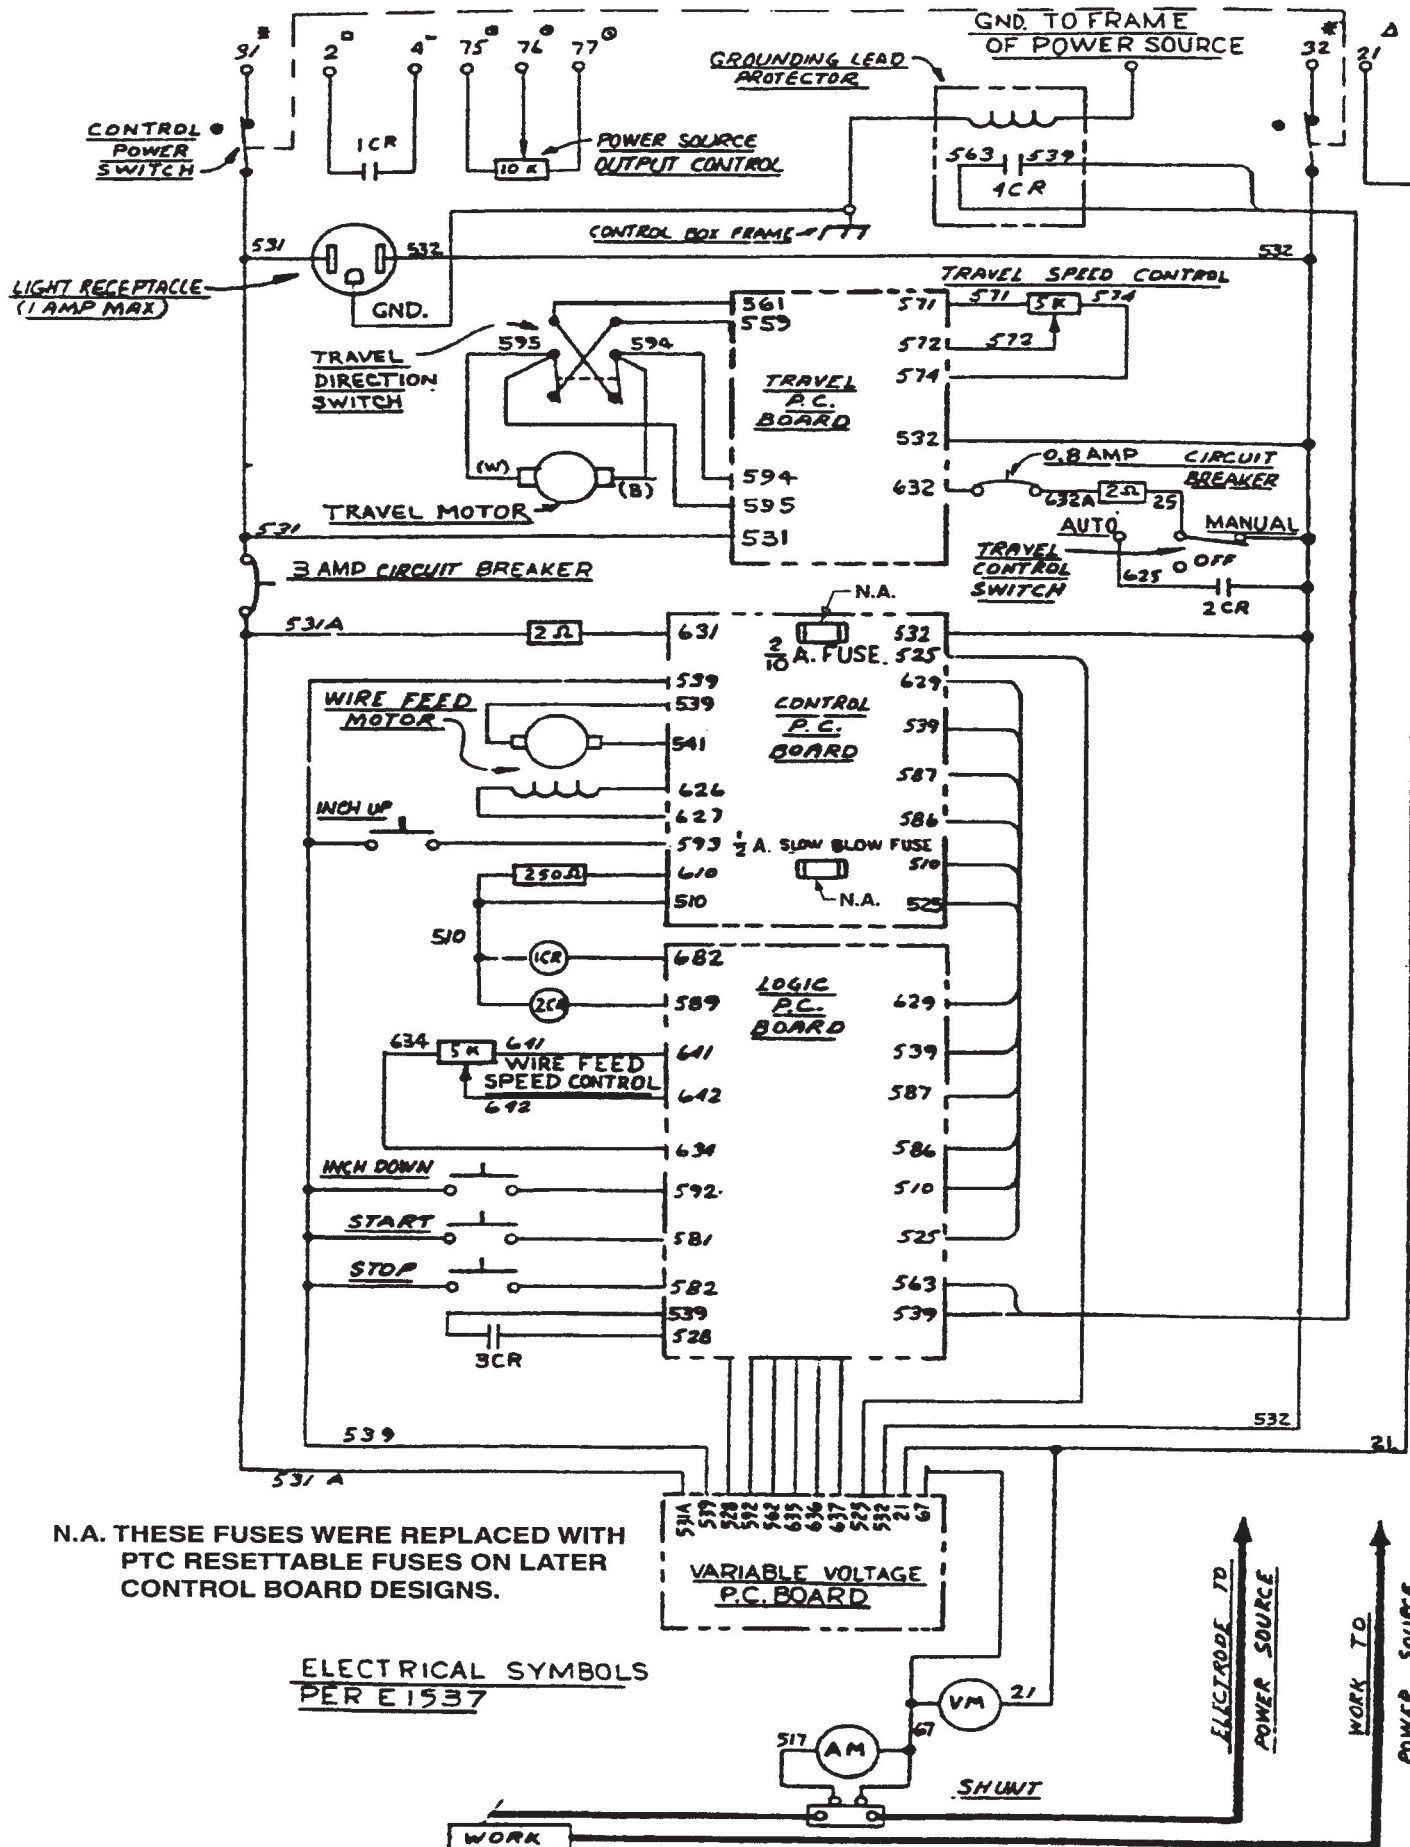 GND. TO FRAME
OF POWER SOURCE
31
2
4
75
76
77
32 *
21 Δ
GROUNDING LEAD
PROTECTOR
CONTROL
POWER
SWITCH
1CR
10 K
POWER SOURCE
OUTPUT CONTROL
563
539
4CR
CONTROL BOX FRAME
531
532
532
LIGHT RECEPTACLE
(1 AMP MAX)
GND.
TRAVEL SPEED CONTROL
561
559
571
571
5K
574
595
594
572
572
574
TRAVEL
DIRECTION
SWITCH
TRAVEL
P.C.
BOARD
532
0.8 AMP CIRCUIT
BREAKER
(W)
(B)
594
632
632A
2Ω
25
TRAVEL MOTOR
595
AUTO
MANUAL
531
531
OFF
TRAVEL
CONTROL
SWITCH
625
2CR
3 AMP CIRCUIT BREAKER
N.A.
531A
2Ω
631
532
2/10 A. FUSE
525
539
629
WIRE FEED
MOTOR
539
CONTROL
P.C.
BOARD
539
541
587
626
627
586
INCH UP
593
1/2 A. SLOW BLOW FUSE
250Ω
610
510
510
N.A.
525
510
1CR
682
2CR
589
LOGIC
P.C.
BOARD
629
634
5K
641
641
539
WIRE FEED
SPEED CONTROL
642
642
587
634
586
INCH DOWN
592
510
START
581
525
STOP
582
563
539
539
528
3CR
532
539
21
531 A
531A
539
528
592
562
635
636
637
525
532
21
67
VARIABLE VOLTAGE
P.C. BOARD
N.A. THESE FUSES WERE REPLACED WITH
PTC RESETTABLE FUSES ON LATER
CONTROL BOARD DESIGNS.
ELECTRICAL SYMBOLS
PER E1537
ELECTRODE TO
POWER SOURCE
WORK TO
POWER SOURCE
VM
21
67
517
AM
SHUNT
WORK